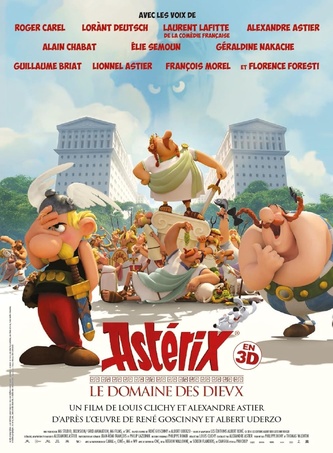 AVEC LES VOIX DE
ROGER CAREL LORÀNT DEUTSCH LAURENT LAFITTE ALEXANDRE ASTIER
DE LA COMÉDIE FRANÇAISE
ALAIN CHABAT ÉLIE SEMOUN GÉRALDINE NAKACHE
GUILLAUME BRIAT LIONNEL ASTIER FRANÇOIS MOREL ET FLORENCE FORESTI
ASTÉRIX
EN 3D
LE DOMAINE DES DIEVX
UN FILM DE LOUIS CLICHY ET ALEXANDRE ASTIER
D'APRÈS L'ŒUVRE DE RENÉ GOSCINNY ET ALBERT UDERZO